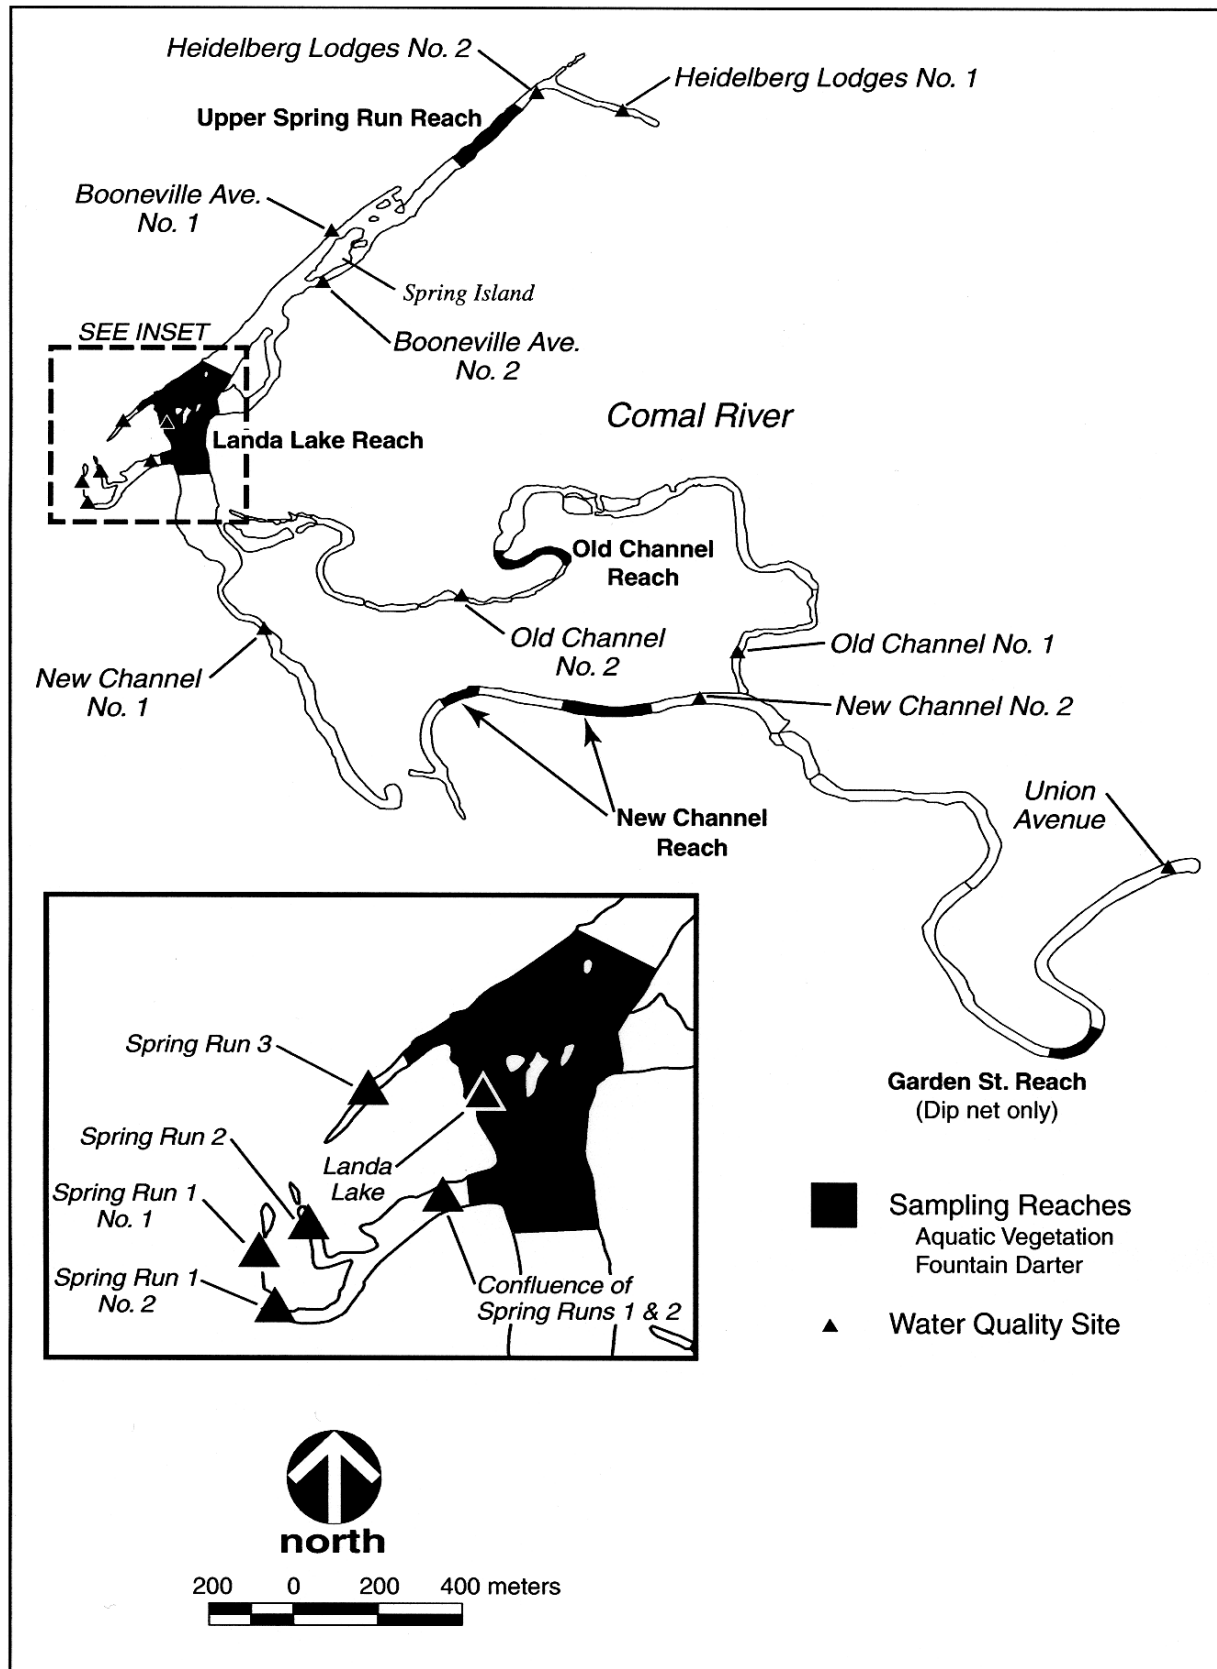 Heidelberg Lodges No. 2
Heidelberg Lodges No. 1
Upper Spring Run Reach
Booneville Ave.
No. 1
Spring Island
SEE INSET
Booneville Ave.
No. 2
Comal River
Landa Lake Reach
Old Channel
Reach
Old Channel
No. 2
Old Channel No. 1
New Channel
No. 1
New Channel No. 2
New Channel
Reach
Union
Avenue
Garden St. Reach
(Dip net only)
Spring Run 3
Spring Run 2
Landa
Lake
Spring Run 1
No. 1
Spring Run 1
No. 2
Confluence of
Spring Runs 1 & 2
Sampling Reaches
Aquatic Vegetation
Fountain Darter
Water Quality Site
north
200 0 200 400 meters